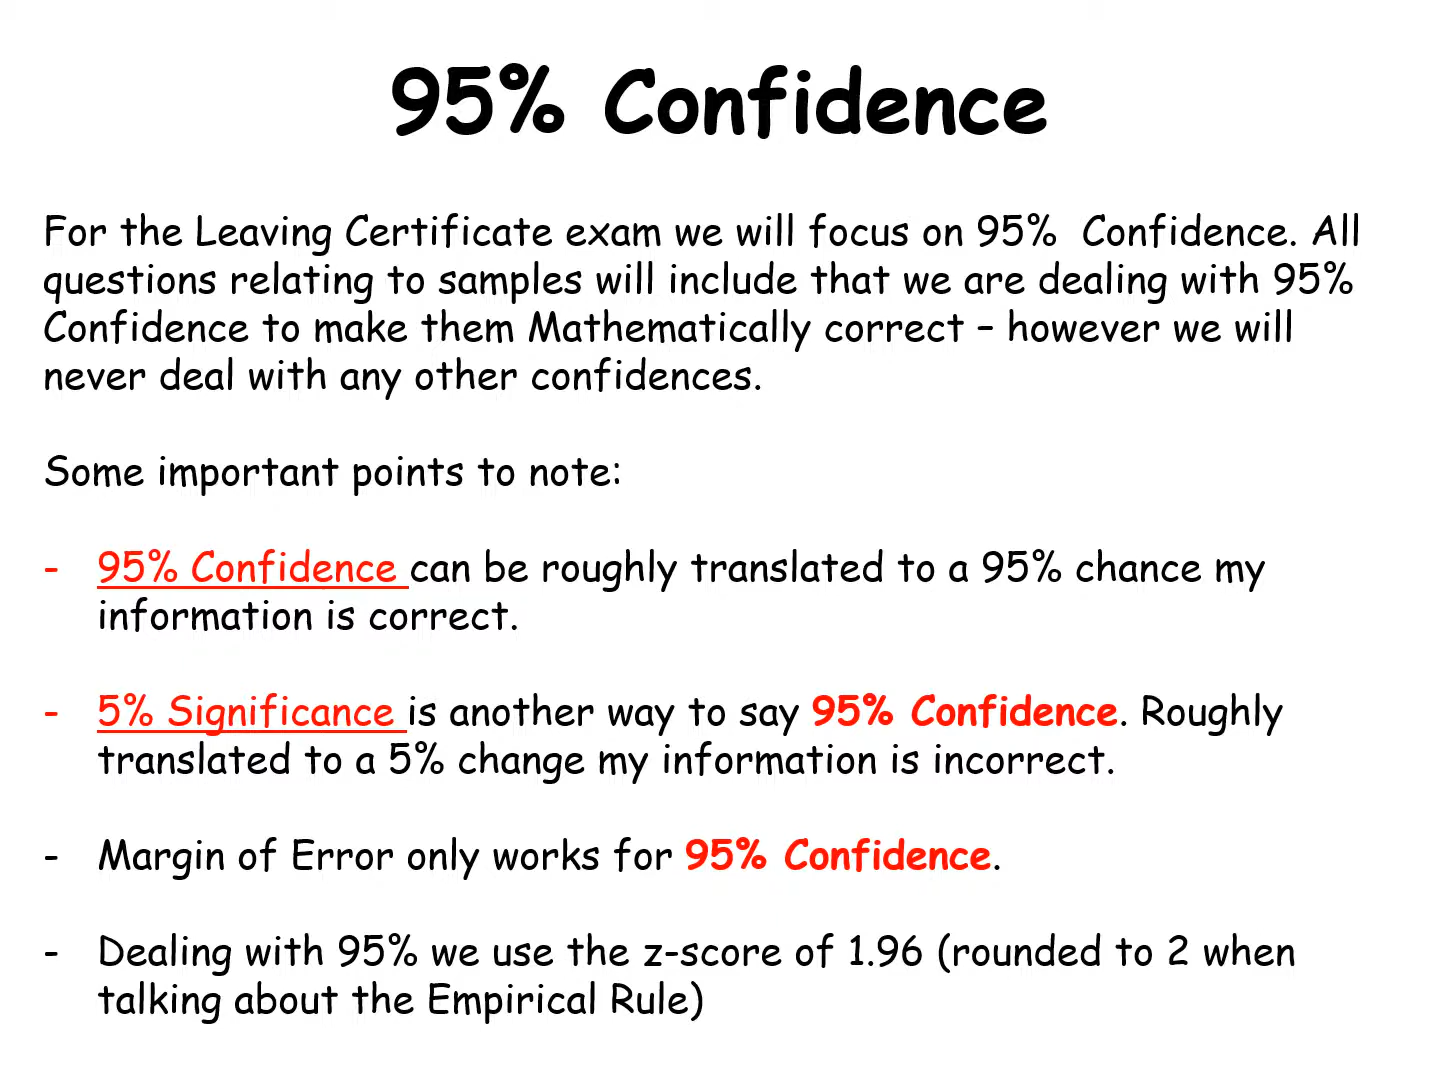 95% Confidence
For the Leaving Certificate exam we will focus on 95% Confidence. All
questions relating to samples will include that we are dealing with 95%
Confidence to make them Mathematically correct – however we will
never deal with any other confidences.
Some important points to note:
- 95% Confidence can be roughly translated to a 95% chance my
information is correct.
- 5% Significance is another way to say 95% Confidence. Roughly
translated to a 5% change my information is incorrect.
- Margin of Error only works for 95% Confidence.
- Dealing with 95% we use the z-score of 1.96 (rounded to 2 when
talking about the Empirical Rule)